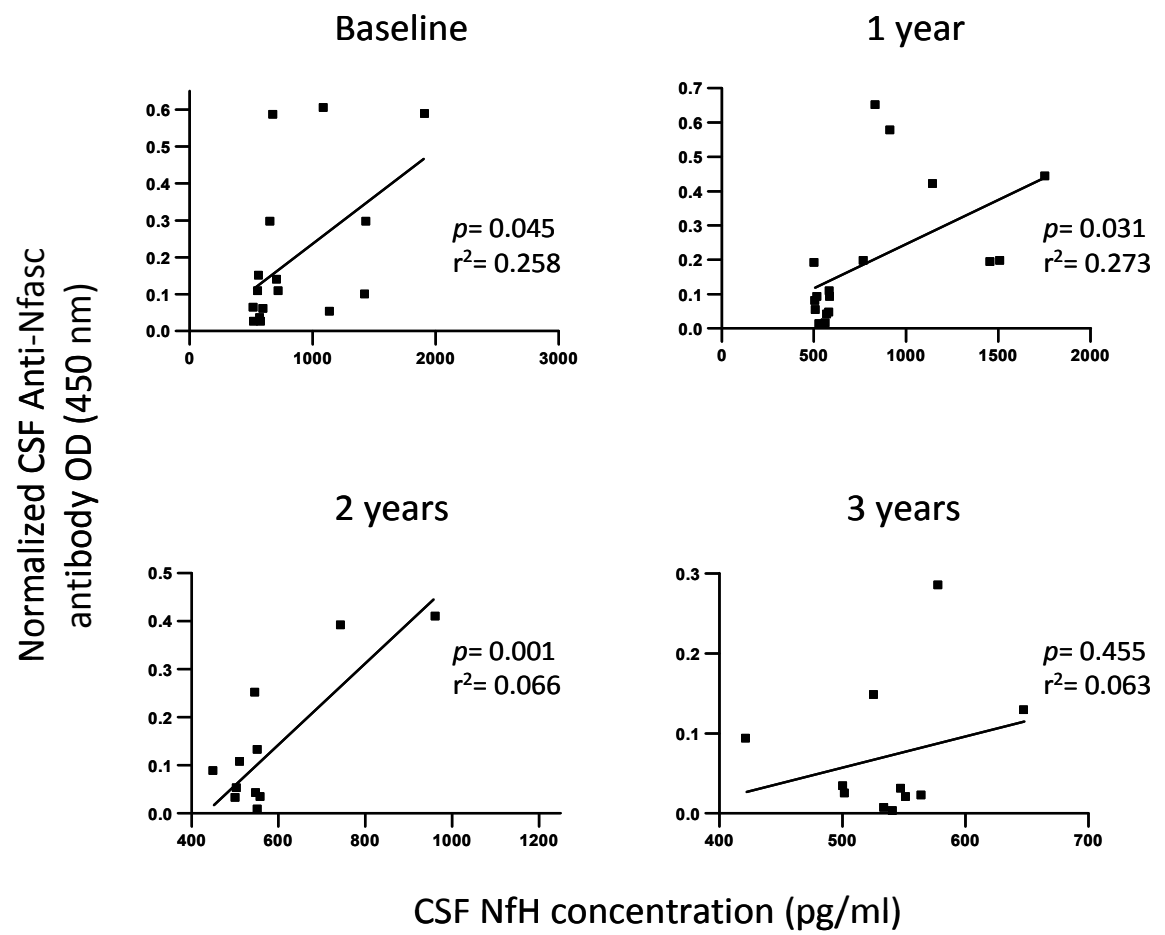 Baseline
1 year
0.6
0.5
0.4
0.3
0.2
0.1
0.0
0
1000
2000
3000
p= 0.045
r²= 0.258
0.7
0.6
0.5
0.4
0.3
0.2
0.1
0.0
0
500
1000
1500
2000
p= 0.031
r²= 0.273
Normalized CSF Anti-Nfasc
antibody OD (450 nm)
2 years
3 years
0.5
0.4
0.3
0.2
0.1
0.0
400
600
800
1000
1200
p= 0.001
r²= 0.066
0.3
0.2
0.1
0.0
400
500
600
700
p= 0.455
r²= 0.063
CSF NfH concentration (pg/ml)